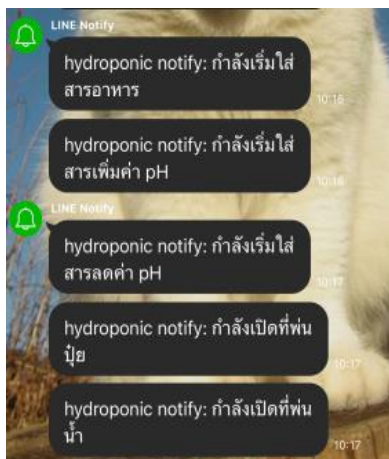 LINE Notify
hydroponic notify: กำลังเริ่มใส่
สารอาหาร
10:16
hydroponic notify: กำลังเริ่มใส่
สารเพิ่มค่า pH
10:16
LINE Notify
hydroponic notify: กำลังเริ่มใส่
สารลดค่า pH
10:17
hydroponic notify: กำลังเปิดที่พ่น
ปุ๋ย
10:17
hydroponic notify: กำลังเปิดที่พ่น
น้ำ
10:17